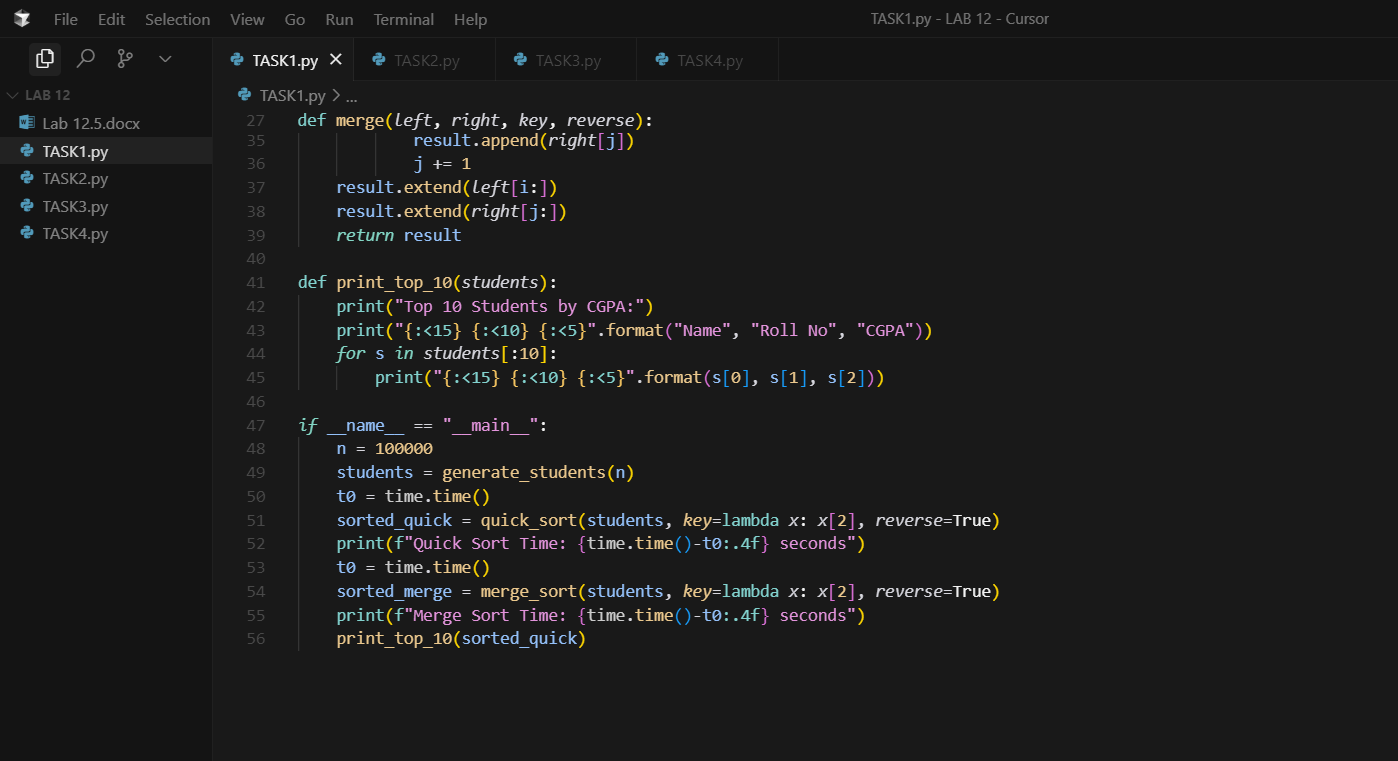 File Edit Selection View Go Run Terminal Help TASK1.py - LAB 12 - Cursor
TASK1.py TASK2.py TASK3.py TASK4.py
LAB 12
Lab 12.5.docx
TASK1.py
TASK2.py
TASK3.py
TASK4.py
TASK1.py > ...
27 def merge(left, right, key, reverse):
35             result.append(right[j])
36             j += 1
37     result.extend(left[i:])
38     result.extend(right[j:])
39     return result
40
41 def print_top_10(students):
42     print("Top 10 Students by CGPA:")
43     print("{:<15} {:<10} {:<5}".format("Name", "Roll No", "CGPA"))
44     for s in students[:10]:
45         print("{:<15} {:<10} {:<5}".format(s[0], s[1], s[2]))
46
47 if __name__ == "__main__":
48     n = 100000
49     students = generate_students(n)
50     t0 = time.time()
51     sorted_quick = quick_sort(students, key=lambda x: x[2], reverse=True)
52     print(f"Quick Sort Time: {time.time()-t0:.4f} seconds")
53     t0 = time.time()
54     sorted_merge = merge_sort(students, key=lambda x: x[2], reverse=True)
55     print(f"Merge Sort Time: {time.time()-t0:.4f} seconds")
56     print_top_10(sorted_quick)